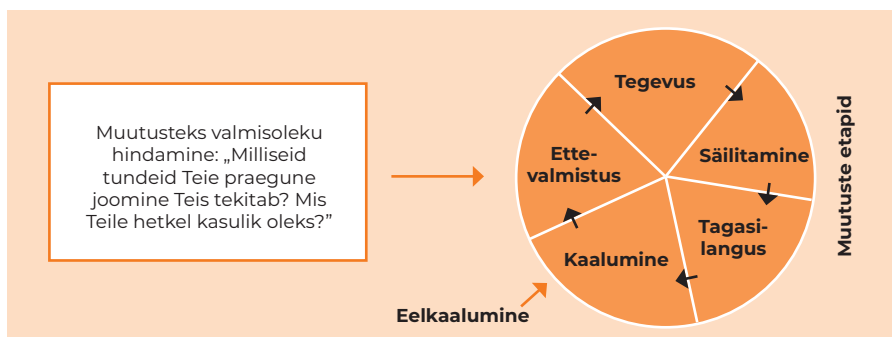 Muutusteks valmisoleku
hindamine: „Milliseid
tundeid Teie praegune
joomine Teis tekitab? Mis
Teile hetkel kasulik oleks?”
Tegevus
Säilitamine
Tagasi-
langus
Kaalumine
Ette-
valmistus
Eelkaalumine
Muutuste etapid